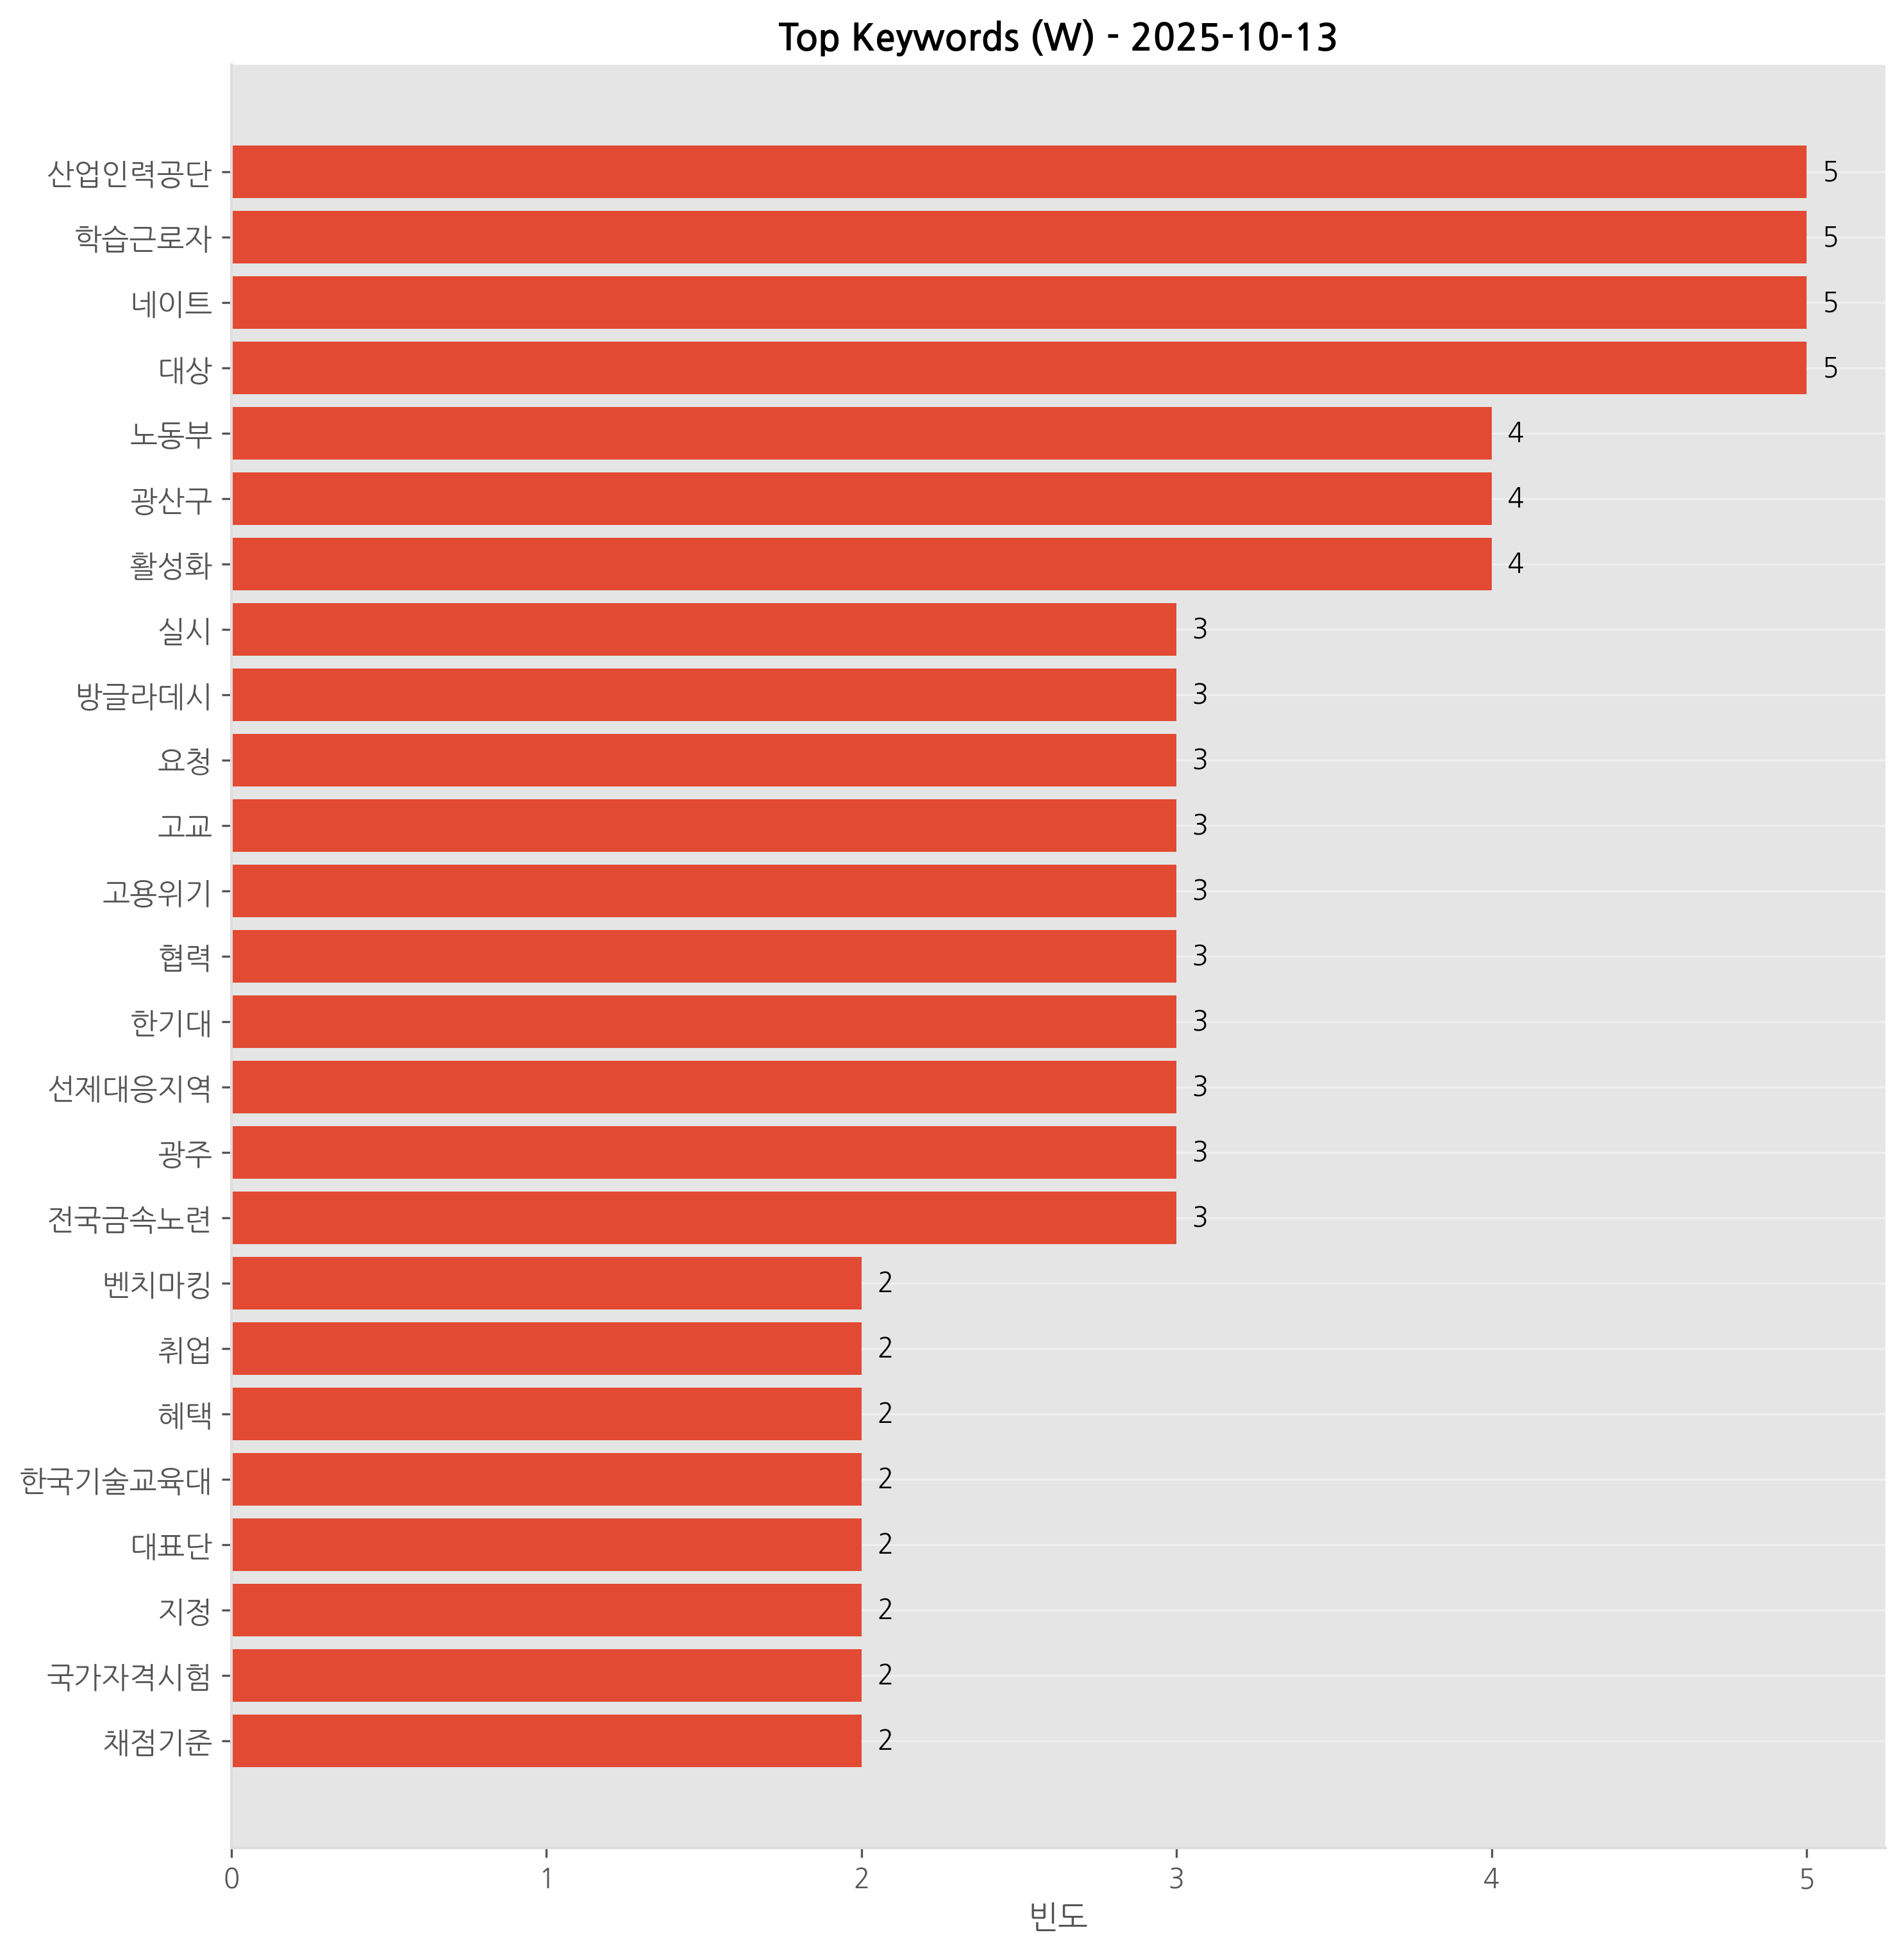 Top Keywords (W) - 2025-10-13
산업인력공단 5
학습근로자 5
네이트 5
대상 5
노동부 4
광산구 4
활성화 4
실시 3
방글라데시 3
요청 3
고교 3
고용위기 3
협력 3
한기대 3
선제대응지역 3
광주 3
전국금속노련 3
벤치마킹 2
취업 2
혜택 2
한국기술교육대 2
대표단 2
지정 2
국가자격시험 2
채점기준 2
0 1 2 3 4 5
빈도